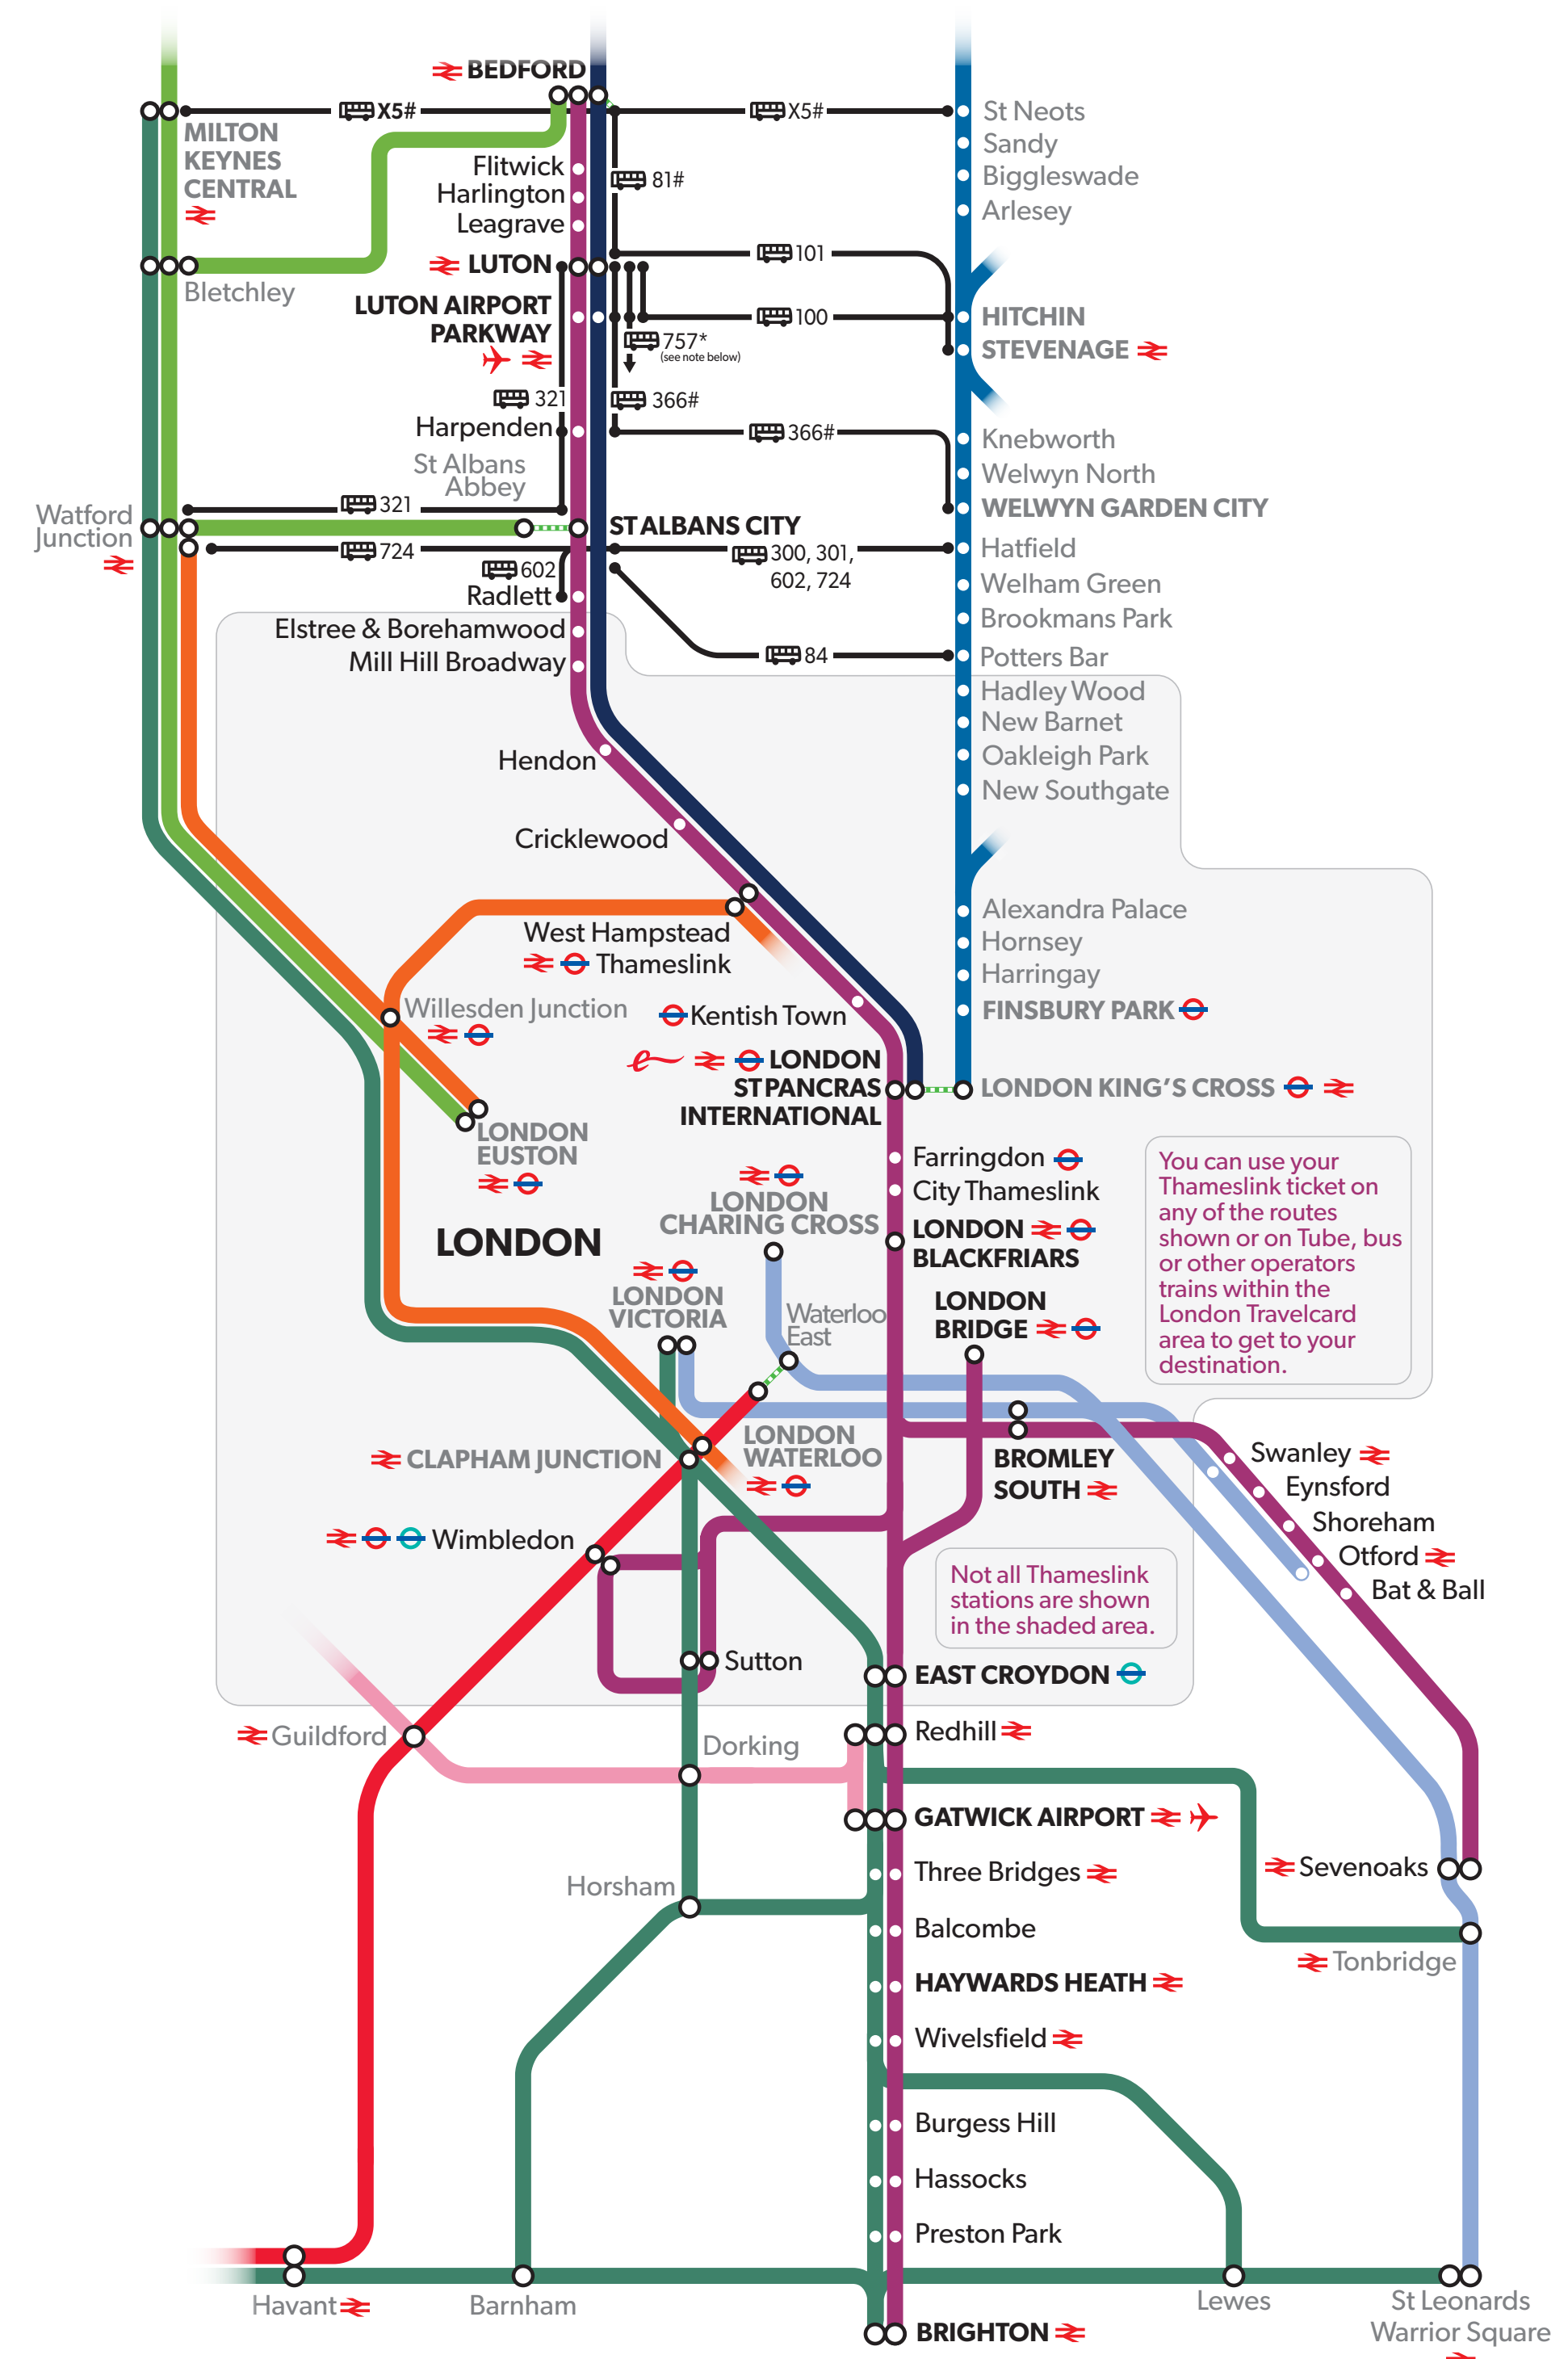 BEDFORD
X5#
X5#
St Neots
MILTON
KEYNES
CENTRAL
Sandy
Flitwick
81#
Biggleswade
Harlington
Arlesey
Leagrave
101
LUTON
Bletchley
LUTON AIRPORT
PARKWAY
100
HITCHIN
757*
(see note below)
STEVENAGE
321
366#
Harpenden
366#
Knebworth
St Albans
Abbey
Welwyn North
321
WELWYN GARDEN CITY
Watford
Junction
ST ALBANS CITY
724
300, 301,
602, 724
Hatfield
602
Welham Green
Radlett
Brookmans Park
Elstree & Borehamwood
Mill Hill Broadway
84
Potters Bar
Hadley Wood
New Barnet
Hendon
Oakleigh Park
New Southgate
Cricklewood
Alexandra Palace
West Hampstead
Thameslink
Hornsey
Harringay
Willesden Junction
Kentish Town
FINSBURY PARK
LONDON
ST PANCRAS
INTERNATIONAL
LONDON KING'S CROSS
LONDON
EUSTON
Farringdon
City Thameslink
You can use your
Thameslink ticket on
any of the routes
shown or on Tube, bus
or other operators
trains within the
London Travelcard
area to get to your
destination.
LONDON
CHARING CROSS
LONDON
LONDON
BLACKFRIARS
LONDON
VICTORIA
Waterloo
East
LONDON
BRIDGE
CLAPHAM JUNCTION
LONDON
WATERLOO
BROMLEY
SOUTH
Swanley
Eynsford
Shoreham
Otford
Bat & Ball
Wimbledon
Not all Thameslink
stations are shown
in the shaded area.
Sutton
EAST CROYDON
Guildford
Dorking
Redhill
GATWICK AIRPORT
Three Bridges
Sevenoaks
Horsham
Balcombe
Tonbridge
HAYWARDS HEATH
Wivelsfield
Burgess Hill
Hassocks
Preston Park
Havant
Barnham
Lewes
St Leonards
Warrior Square
BRIGHTON